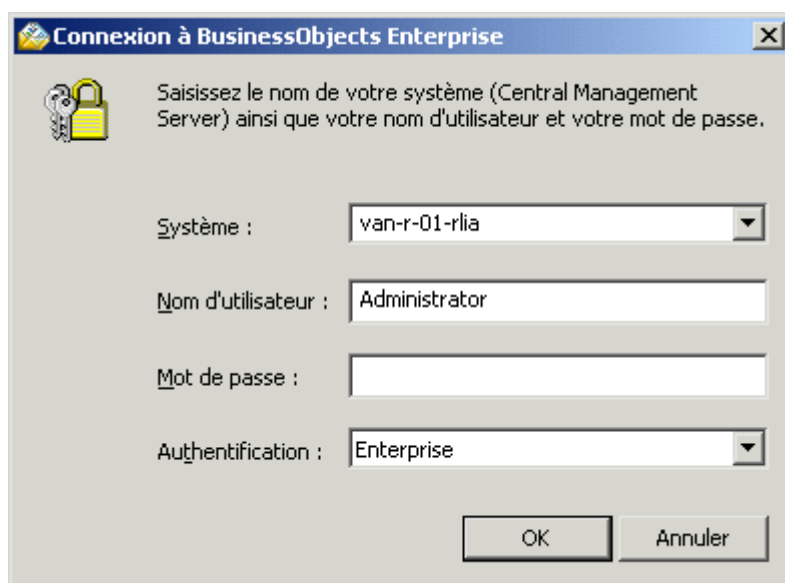 Connexion à BusinessObjects Enterprise
Saisissez le nom de votre système (Central Management
Server) ainsi que votre nom d'utilisateur et votre mot de passe.
Système : van-r-01-rlia
Nom d'utilisateur : Administrator
Mot de passe :
Authentification : Enterprise
OK Annuler